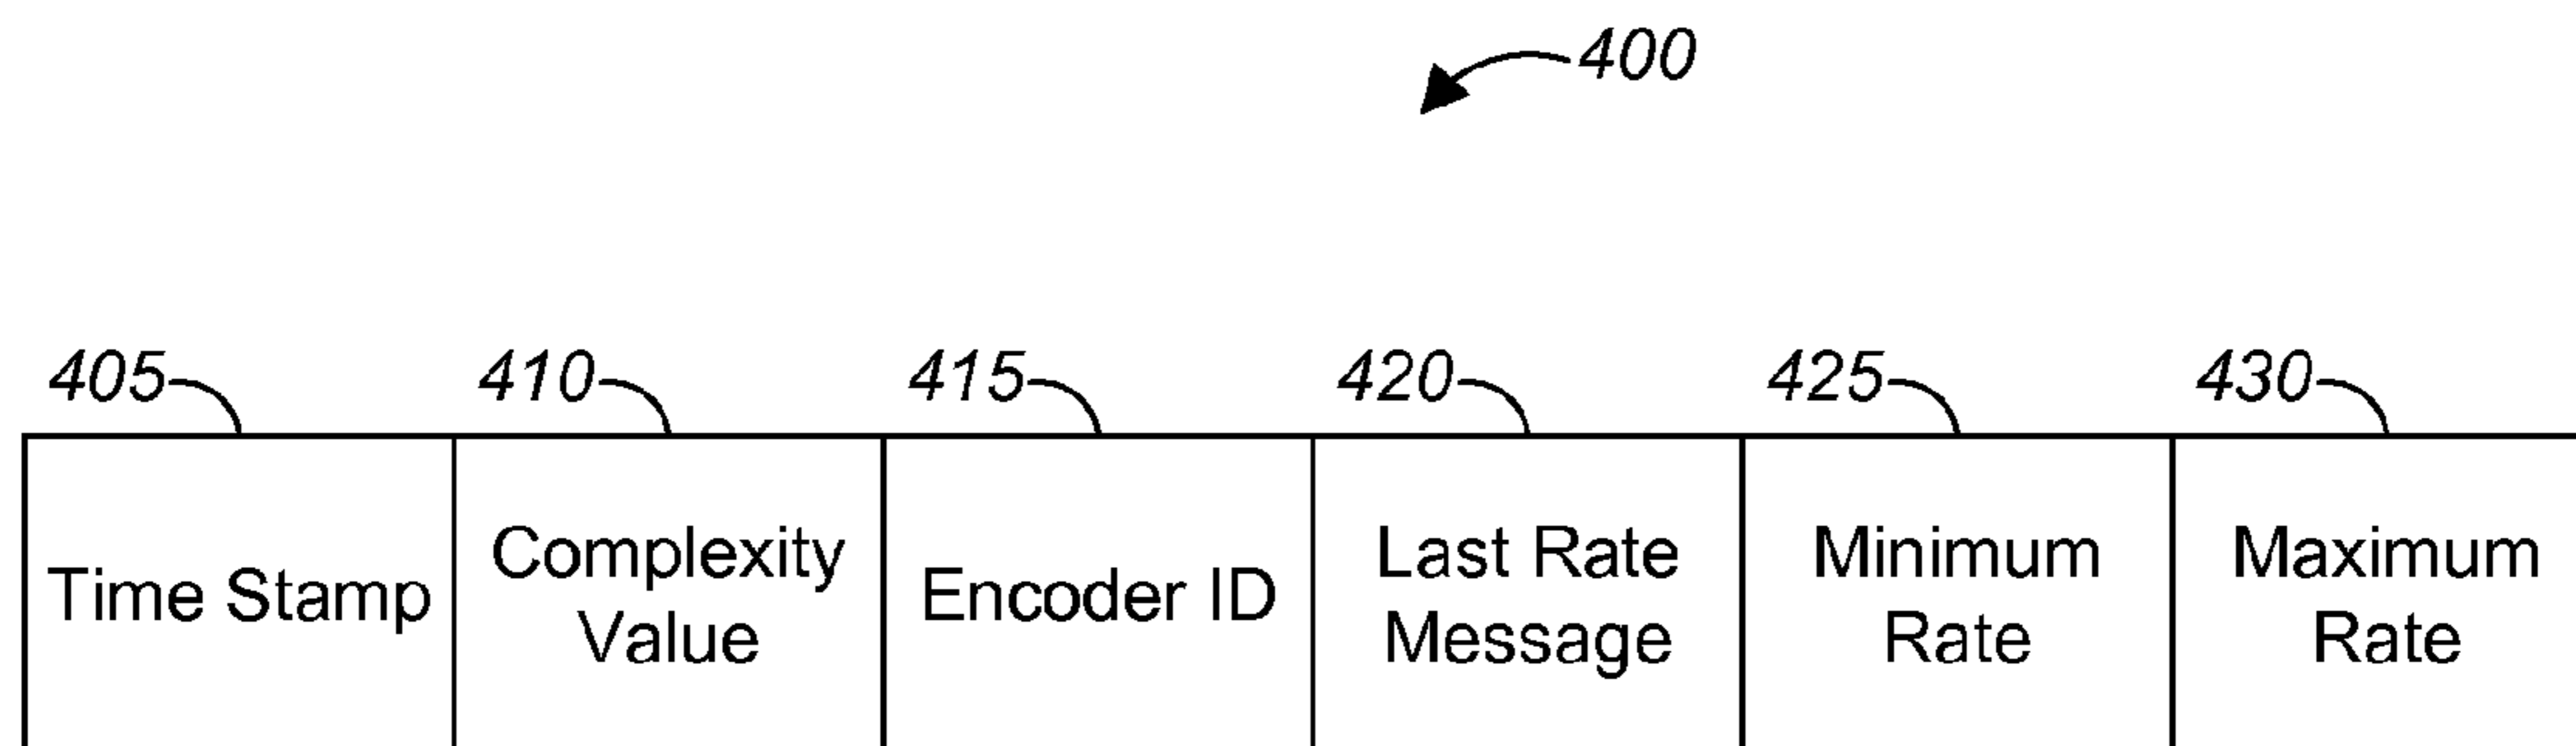 400
405 410 415 420 425 430
Time Stamp
Complexity
Value
Encoder ID
Last Rate
Message
Minimum
Rate
Maximum
Rate